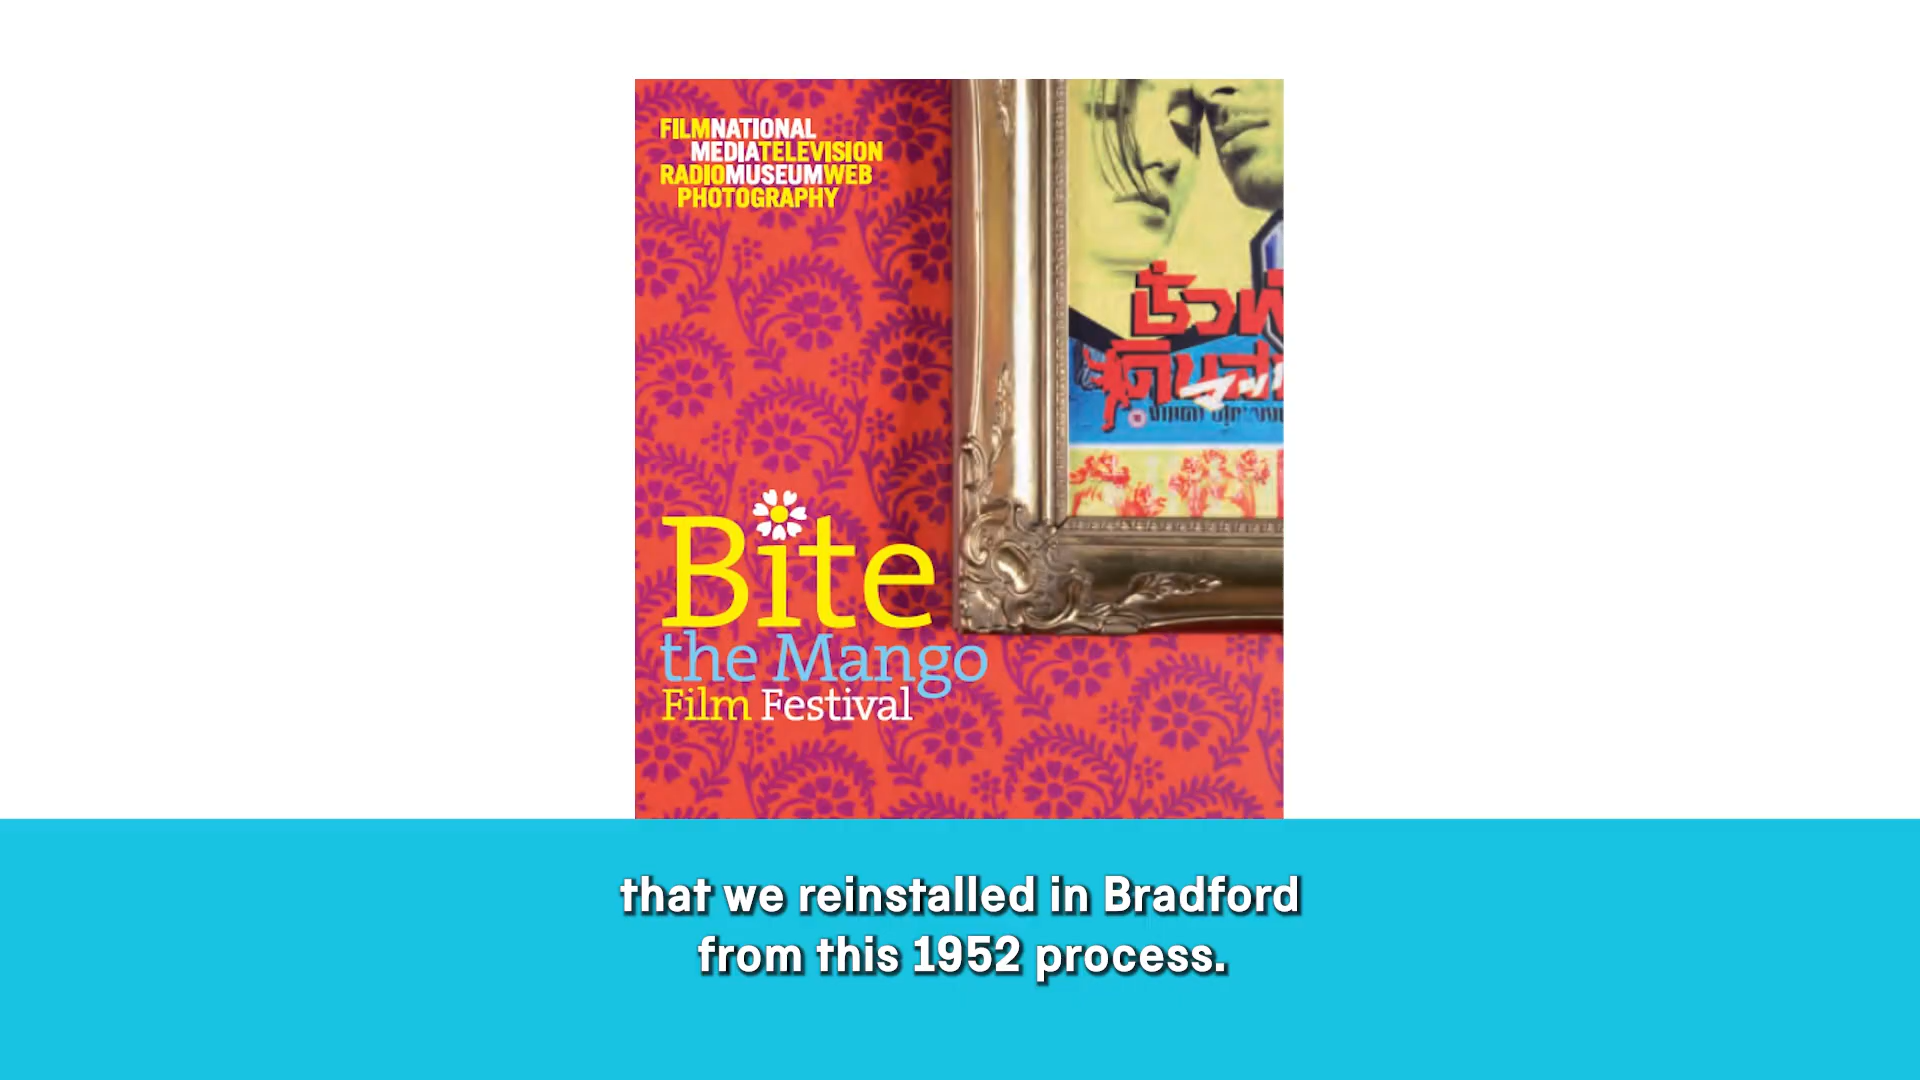 FILMNATIONAL
MEDIATELEVISION
RADIOMUSEUMWEB
PHOTOGRAPHY
Bite
the Mango
Film Festival
that we reinstalled in Bradford
from this 1952 process.